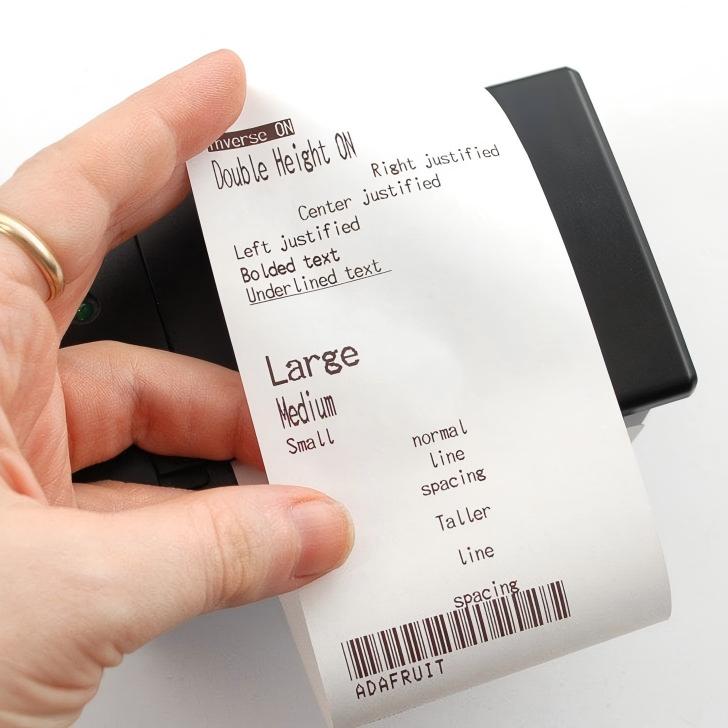 Inverse ON
Double Height ON
Right justified
Center justified
Left justified
Bolded text
Underlined text
Large
Medium
Small
normal
line
spacing
Taller
line
spacing
ADAFRUIT